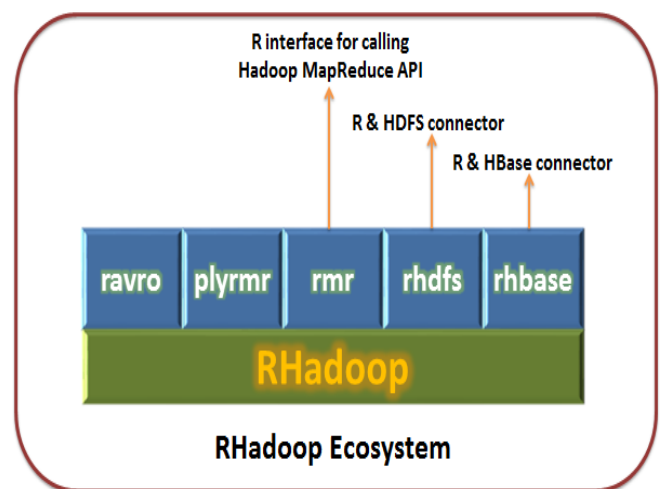 R interface for calling
Hadoop MapReduce API
R & HDFS connector
R & HBase connector
ravro plyrmr rmr rhdfs rhbase
RHadoop
RHadoop Ecosystem